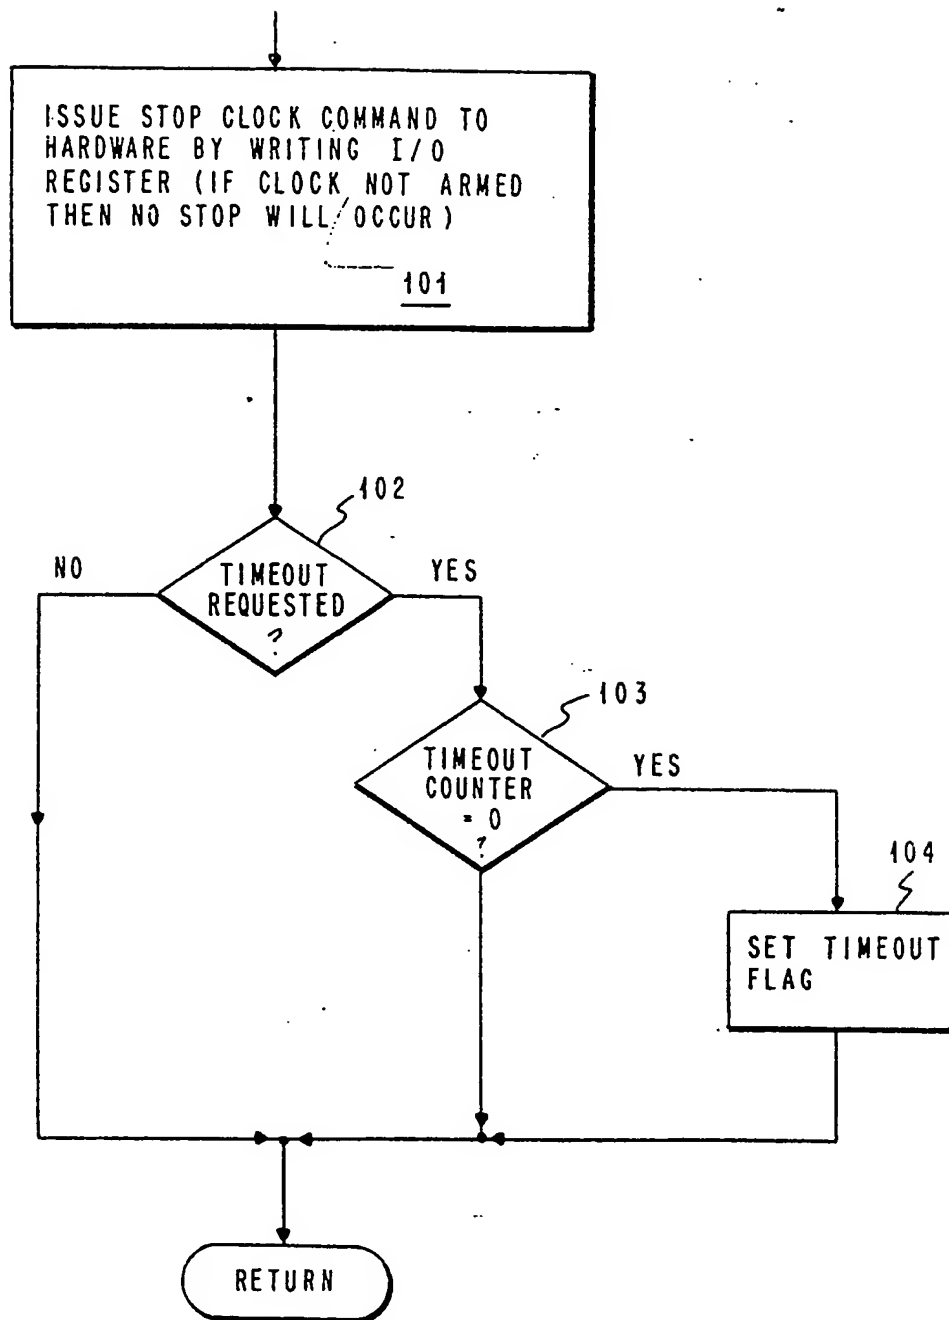 ISSUE STOP CLOCK COMMAND TO
HARDWARE BY WRITING I/O
REGISTER (IF CLOCK NOT ARMED
THEN NO STOP WILL OCCUR)
101
102
NO
YES
TIMEOUT
REQUESTED
?
103
TIMEOUT
COUNTER
= 0
?
YES
104
SET TIMEOUT
FLAG
RETURN